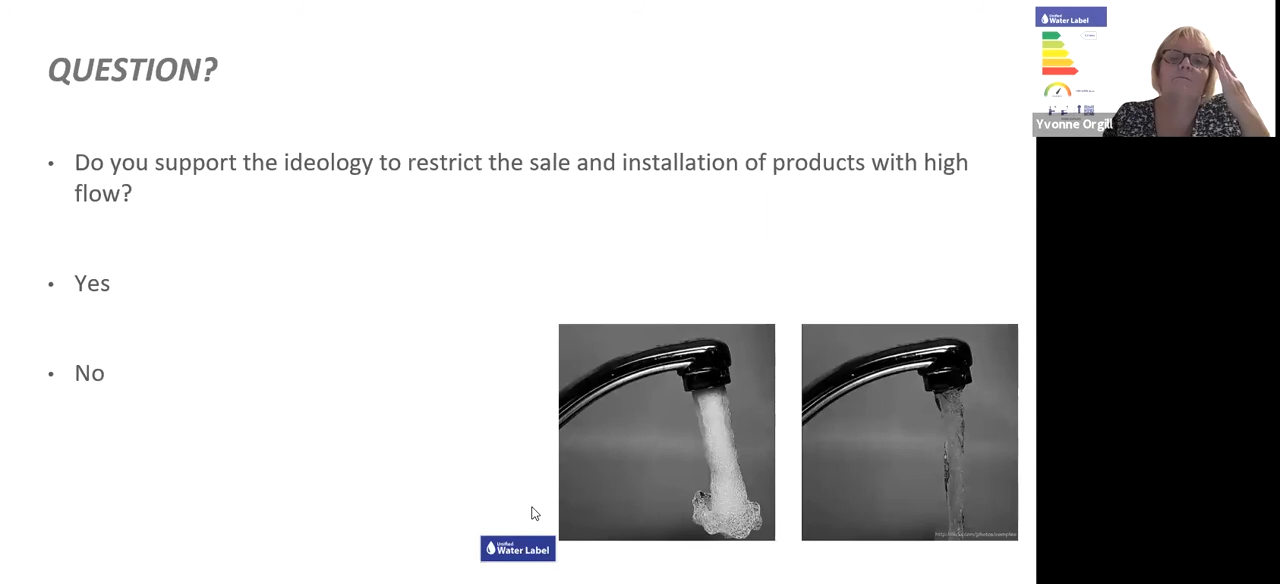 QUESTION?
• Do you support the ideology to restrict the sale and installation of products with high
flow?
• Yes
• No
Unified
Water Label
Unified
Water Label
Yvonne Orgill